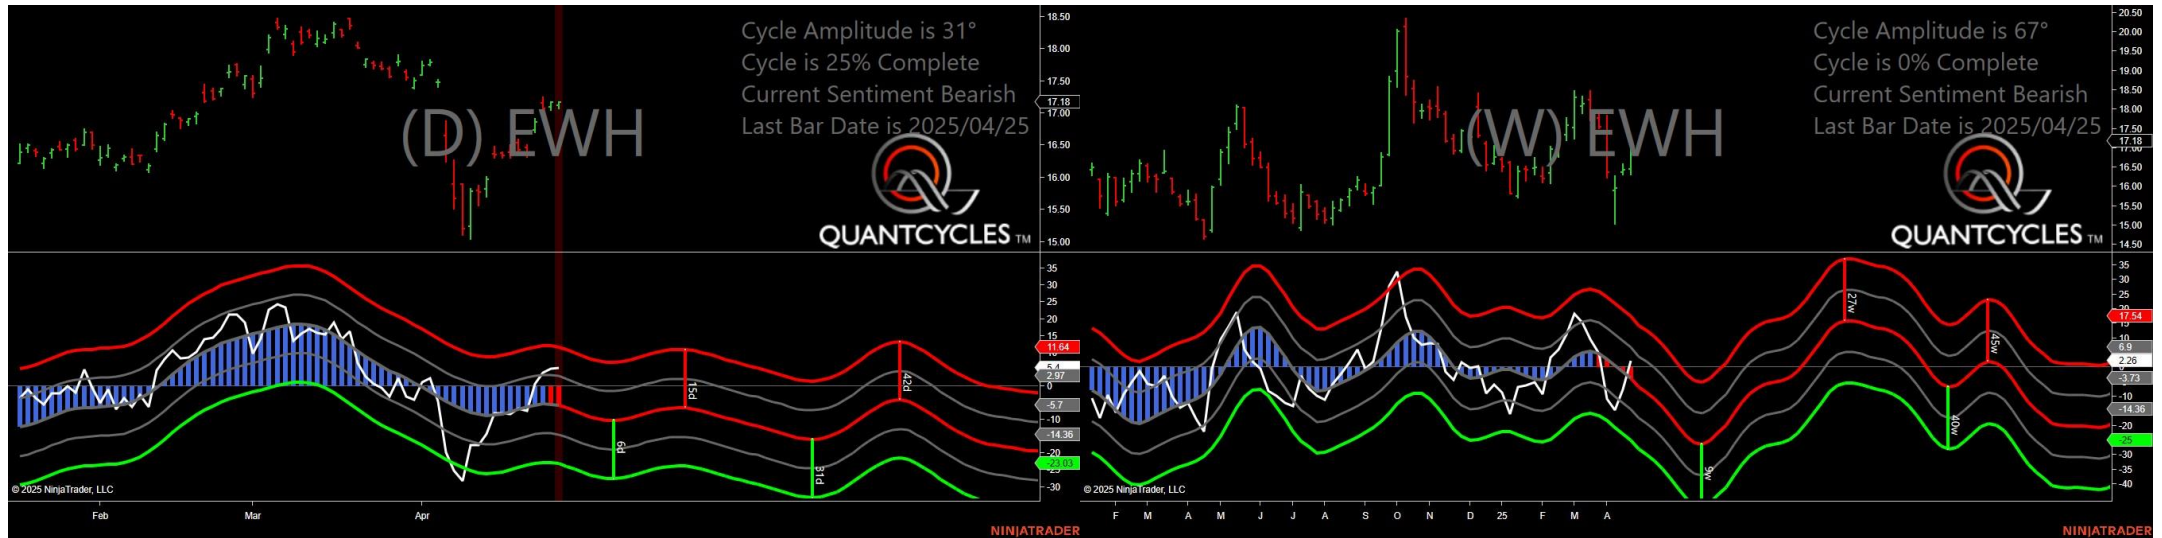 Cycle Amplitude is 31°
Cycle is 25% Complete
Current Sentiment Bearish
Last Bar Date is 2025/04/25
(D) EWH
QUANTCYCLES TM
18.50
18.00
17.50
17.18
17.00
16.50
16.00
15.50
15.00
35
30
25
20
15
11.64
5.4
2.97
0
-5.7
-10
-14.36
-20
-23.03
-30
6d
15d
31d
42d
© 2025 NinjaTrader, LLC
Feb Mar Apr
NINJATRADER
Cycle Amplitude is 67°
Cycle is 0% Complete
Current Sentiment Bearish
Last Bar Date is 2025/04/25
(W) EWH
QUANTCYCLES TM
20.50
20.00
19.50
19.00
18.50
18.00
17.50
17.18
17.00
16.50
16.00
15.50
15.00
14.50
35
30
25
17.54
15
6.9
2.26
-3.73
-10
-14.36
-20
-25
-30
-35
-40
9w
27w
40w
45w
© 2025 NinjaTrader, LLC
F M A M J J A S O N D 25 F M A
NINJATRADER